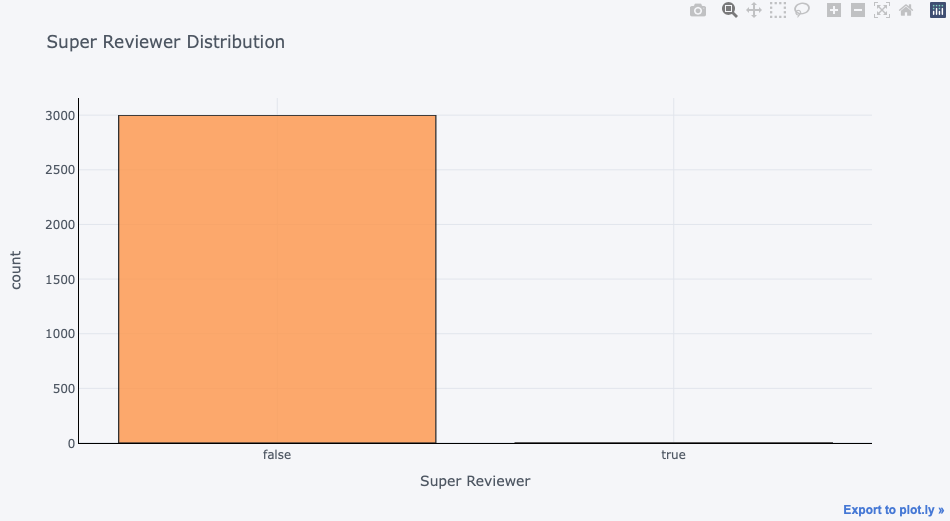 Super Reviewer Distribution
3000
2500
2000
1500
1000
500
0
count
false
true
Super Reviewer
Export to plot.ly »